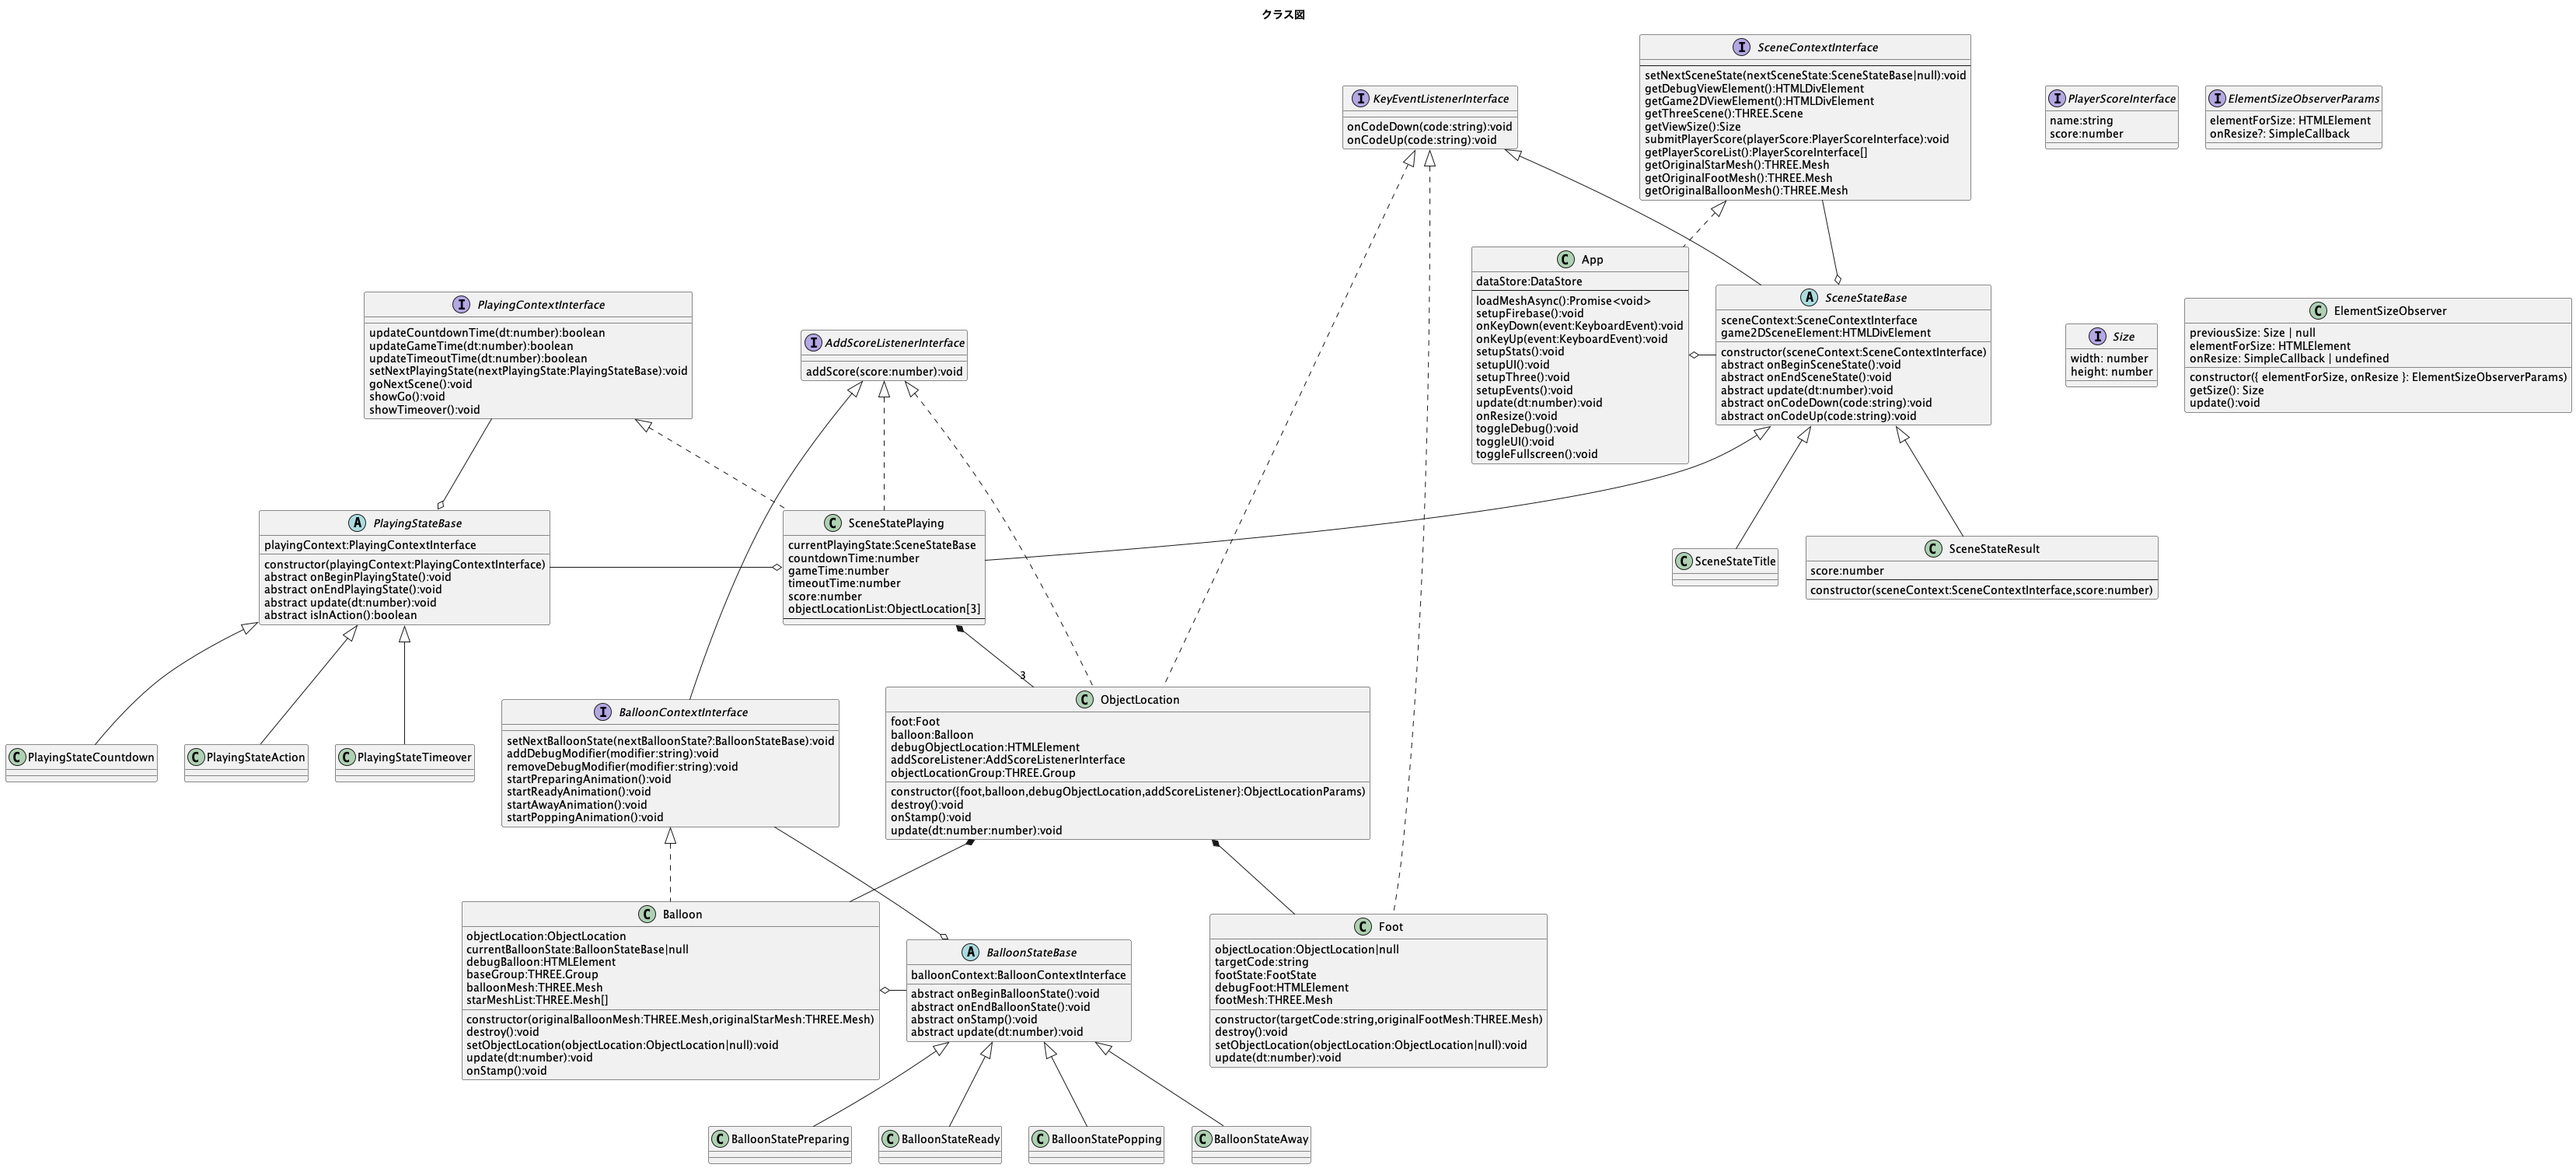 クラス図
I SceneContextInterface
setNextSceneState(nextSceneState:SceneStateBase|null):void
getDebugViewElement():HTMLDivElement
getGame2DViewElement():HTMLDivElement
getThreeScene():THREE.Scene
getViewSize():Size
submitPlayerScore(playerScore:PlayerScoreInterface):void
getPlayerScoreList():PlayerScoreInterface[]
getOriginalStarMesh():THREE.Mesh
getOriginalFootMesh():THREE.Mesh
getOriginalBalloonMesh():THREE.Mesh
I KeyEventListenerInterface
onCodeDown(code:string):void
onCodeUp(code:string):void
I PlayerScoreInterface
name:string
score:number
I ElementSizeObserverParams
elementForSize: HTMLElement
onResize?: SimpleCallback
C App
dataStore:DataStore
loadMeshAsync():Promise<void>
setupFirebase():void
onKeyDown(event:KeyboardEvent):void
onKeyUp(event:KeyboardEvent):void
setupStats():void
setupUI():void
setupThree():void
setupEvents():void
update(dt:number):void
onResize():void
toggleDebug():void
toggleUI():void
toggleFullscreen():void
A SceneStateBase
sceneContext:SceneContextInterface
game2DSceneElement:HTMLDivElement
constructor(sceneContext:SceneContextInterface)
abstract onBeginSceneState():void
abstract onEndSceneState():void
abstract update(dt:number):void
abstract onCodeDown(code:string):void
abstract onCodeUp(code:string):void
I Size
width: number
height: number
C ElementSizeObserver
previousSize: Size | null
elementForSize: HTMLElement
onResize: SimpleCallback | undefined
constructor({ elementForSize, onResize }: ElementSizeObserverParams)
getSize(): Size
update():void
I PlayingContextInterface
updateCountdownTime(dt:number):boolean
updateGameTime(dt:number):boolean
updateTimeoutTime(dt:number):boolean
setNextPlayingState(nextPlayingState:PlayingStateBase):void
goNextScene():void
showGo():void
showTimeover():void
I AddScoreListenerInterface
addScore(score:number):void
A PlayingStateBase
playingContext:PlayingContextInterface
constructor(playingContext:PlayingContextInterface)
abstract onBeginPlayingState():void
abstract onEndPlayingState():void
abstract update(dt:number):void
abstract isInAction():boolean
C SceneStatePlaying
currentPlayingState:SceneStateBase
countdownTime:number
gameTime:number
timeoutTime:number
score:number
objectLocationList:ObjectLocation[3]
C SceneStateTitle
C SceneStateResult
score:number
constructor(sceneContext:SceneContextInterface,score:number)
3
C PlayingStateCountdown
C PlayingStateAction
C PlayingStateTimeover
I BalloonContextInterface
setNextBalloonState(nextBalloonState?:BalloonStateBase):void
addDebugModifier(modifier:string):void
removeDebugModifier(modifier:string):void
startPreparingAnimation():void
startReadyAnimation():void
startAwayAnimation():void
startPoppingAnimation():void
C ObjectLocation
foot:Foot
balloon:Balloon
debugObjectLocation:HTMLElement
addScoreListener:AddScoreListenerInterface
objectLocationGroup:THREE.Group
constructor({foot,balloon,debugObjectLocation,addScoreListener}:ObjectLocationParams)
destroy():void
onStamp():void
update(dt:number:number):void
C Balloon
objectLocation:ObjectLocation
currentBalloonState:BalloonStateBase|null
debugBalloon:HTMLElement
baseGroup:THREE.Group
balloonMesh:THREE.Mesh
starMeshList:THREE.Mesh[]
constructor(originalBalloonMesh:THREE.Mesh,originalStarMesh:THREE.Mesh)
destroy():void
setObjectLocation(objectLocation:ObjectLocation|null):void
update(dt:number):void
onStamp():void
A BalloonStateBase
balloonContext:BalloonContextInterface
abstract onBeginBalloonState():void
abstract onEndBalloonState():void
abstract onStamp():void
abstract update(dt:number):void
C Foot
objectLocation:ObjectLocation|null
targetCode:string
footState:FootState
debugFoot:HTMLElement
footMesh:THREE.Mesh
constructor(targetCode:string,originalFootMesh:THREE.Mesh)
destroy():void
setObjectLocation(objectLocation:ObjectLocation|null):void
update(dt:number):void
C BalloonStatePreparing
C BalloonStateReady
C BalloonStatePopping
C BalloonStateAway